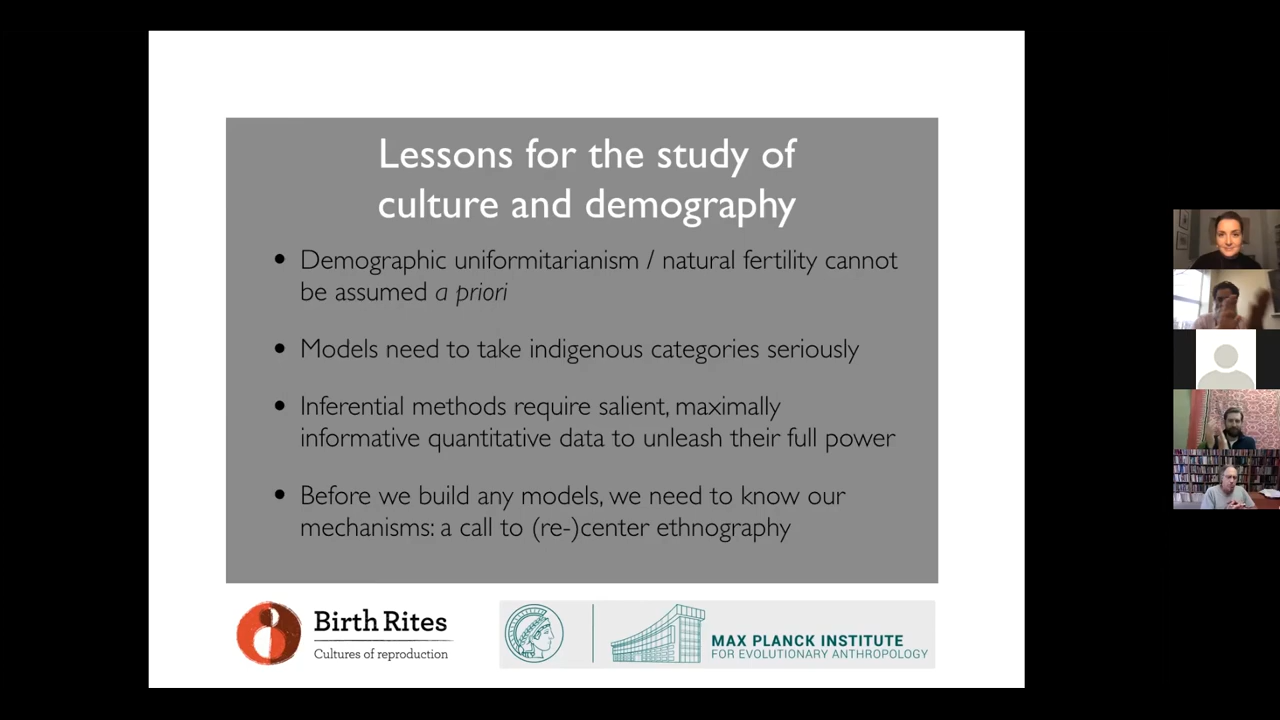 Lessons for the study of
culture and demography
• Demographic uniformitarianism / natural fertility cannot
be assumed a priori
• Models need to take indigenous categories seriously
• Inferential methods require salient, maximally
informative quantitative data to unleash their full power
• Before we build any models, we need to know our
mechanisms: a call to (re-)center ethnography
Birth Rites
Cultures of reproduction
MAX PLANCK INSTITUTE
FOR EVOLUTIONARY ANTHROPOLOGY